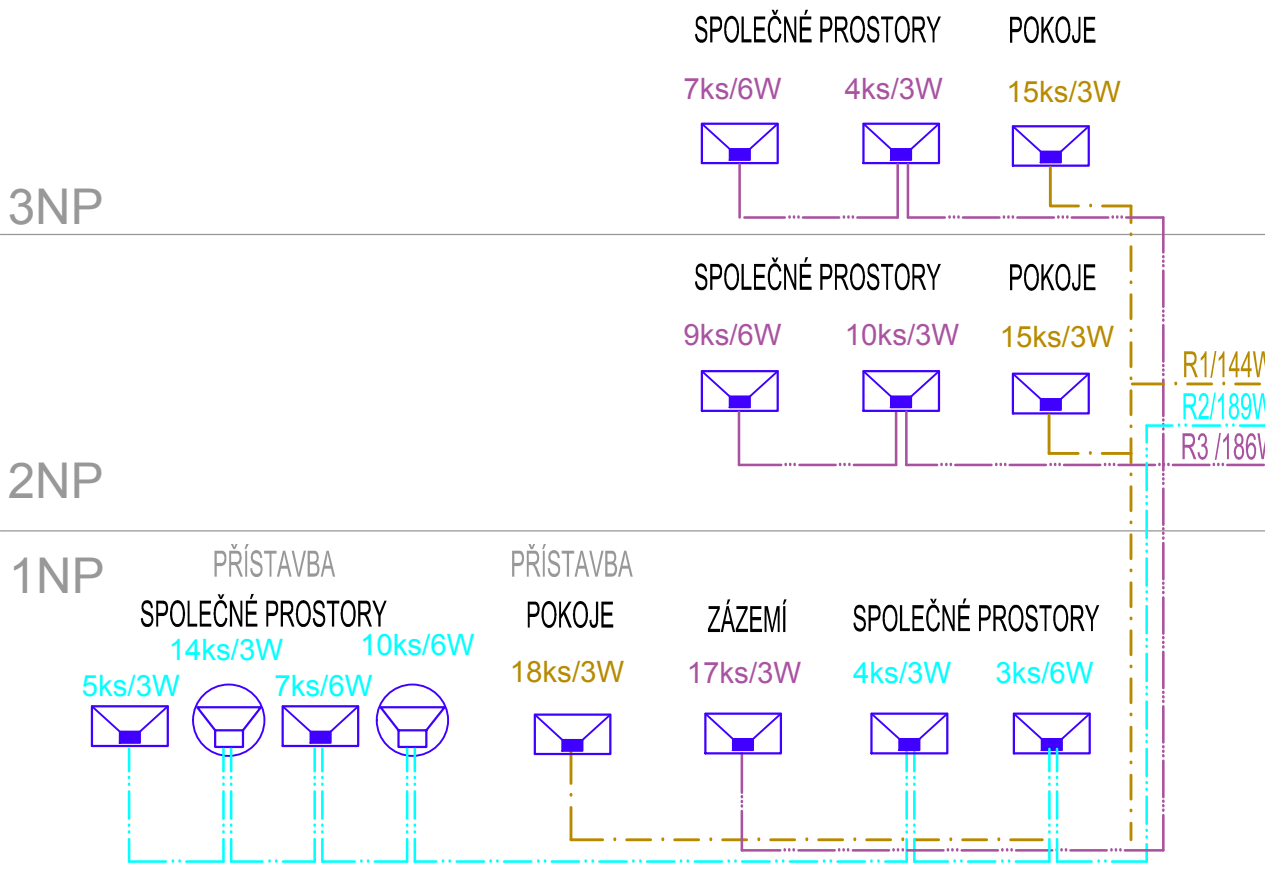 SPOLEČNÉ PROSTORY POKOJE
7ks/6W 4ks/3W 15ks/3W
3NP
SPOLEČNÉ PROSTORY POKOJE
9ks/6W 10ks/3W 15ks/3W
R1/144W
R2/189W
R3 /186W
2NP
1NP
PŘÍSTAVBA PŘÍSTAVBA
SPOLEČNÉ PROSTORY POKOJE ZÁZEMÍ SPOLEČNÉ PROSTORY
14ks/3W 10ks/6W
5ks/3W 7ks/6W 18ks/3W 17ks/3W 4ks/3W 3ks/6W